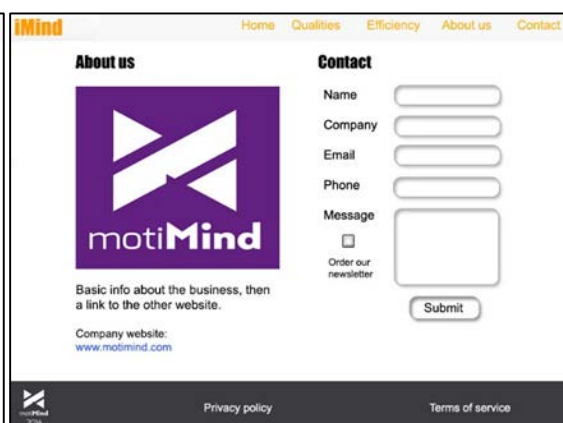 iMind
Home Qualities Efficiency About us Contact
About us
motiMind
Basic info about the business, then
a link to the other website.
Company website:
www.motimind.com
Contact
Name
Company
Email
Phone
Message
Order our
newsletter
Submit
motiMind
2014
Privacy policy
Terms of service